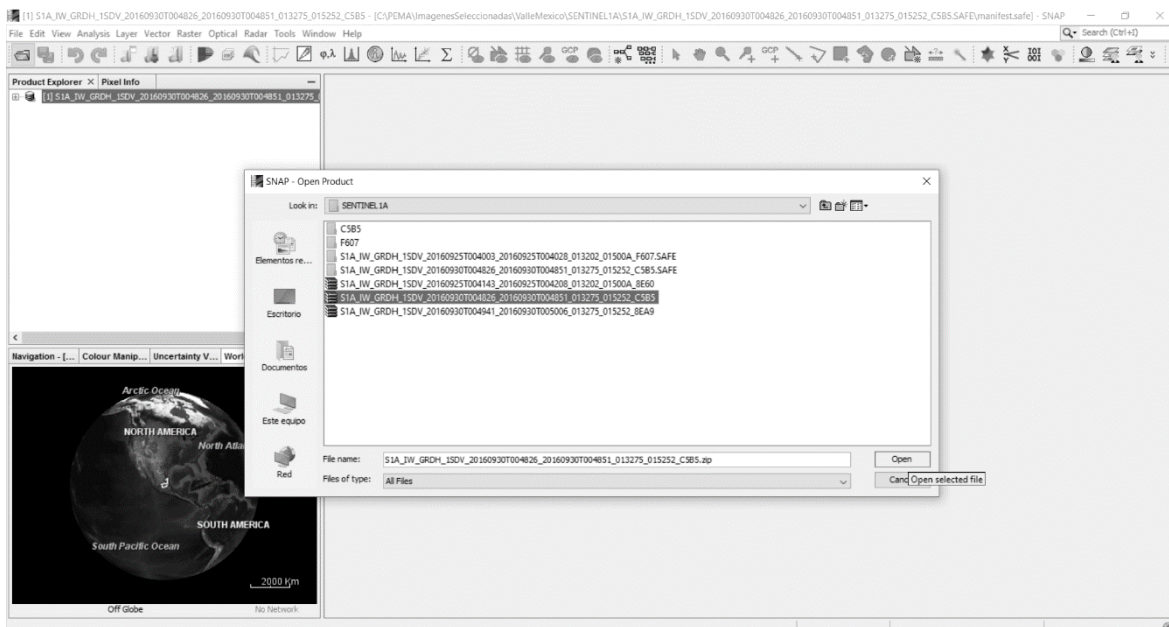 [1] S1A_IW_GRDH_1SDV_20160930T004826_20160930T004851_013275_015252_C5B5 - [C:\PEMA\ImagenesSeleccionadas\ValleMexico\SENTINEL1A\S1A_IW_GRDH_1SDV_20160930T004826_20160930T004851_013275_015252_C5B5.SAFE\manifest.safe] - SNAP
File Edit View Analysis Layer Vector Raster Optical Radar Tools Window Help
Search (Ctrl+I)
GCP
φ,λ
Σ
GCP
Product Explorer Pixel Info
[1] S1A_IW_GRDH_1SDV_20160930T004826_20160930T004851_013275_
SNAP - Open Product
Look in: SENTINEL1A
C5B5
F607
S1A_IW_GRDH_1SDV_20160925T004003_20160925T004028_013202_01500A_F607.SAFE
S1A_IW_GRDH_1SDV_20160930T004826_20160930T004851_013275_015252_C5B5.SAFE
S1A_IW_GRDH_1SDV_20160925T004143_20160925T004208_013202_01500A_8E60
S1A_IW_GRDH_1SDV_20160930T004826_20160930T004851_013275_015252_C5B5
S1A_IW_GRDH_1SDV_20160930T004941_20160930T005006_013275_015252_8EA9
Elementos re...
Escritorio
Documentos
Este equipo
Red
File name: S1A_IW_GRDH_1SDV_20160930T004826_20160930T004851_013275_015252_C5B5.zip
Open
Files of type: All Files
Canc
Open selected file
Navigation - [... Colour Manip... Uncertainty V... Worl
Arctic Ocean
NORTH AMERICA
North Atla
SOUTH AMERICA
South Pacific Ocean
2000 Km
Off Globe
No Network